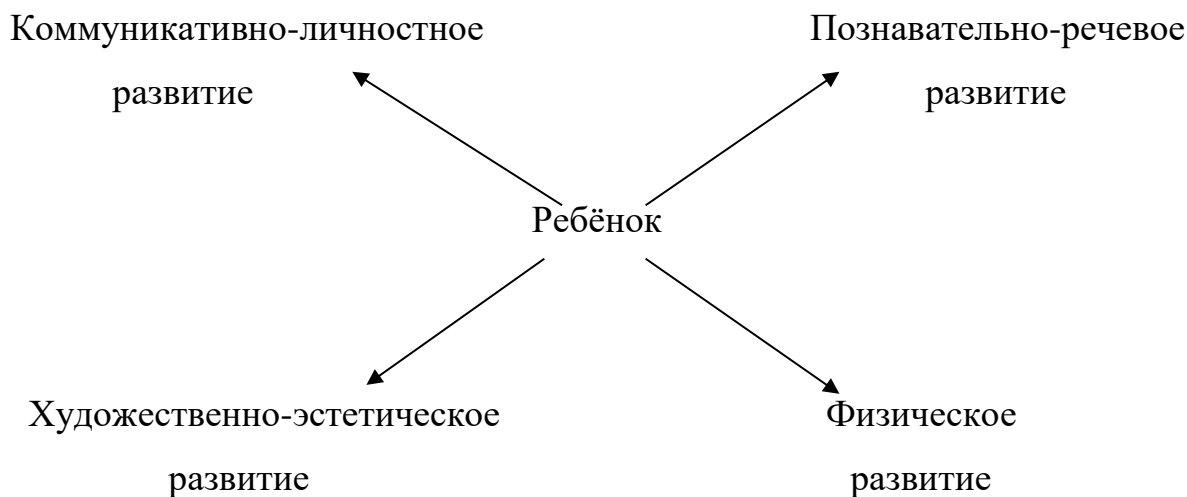 Коммуникативно-личностное
развитие
Познавательно-речевое
развитие
Ребёнок
Художественно-эстетическое
развитие
Физическое
развитие